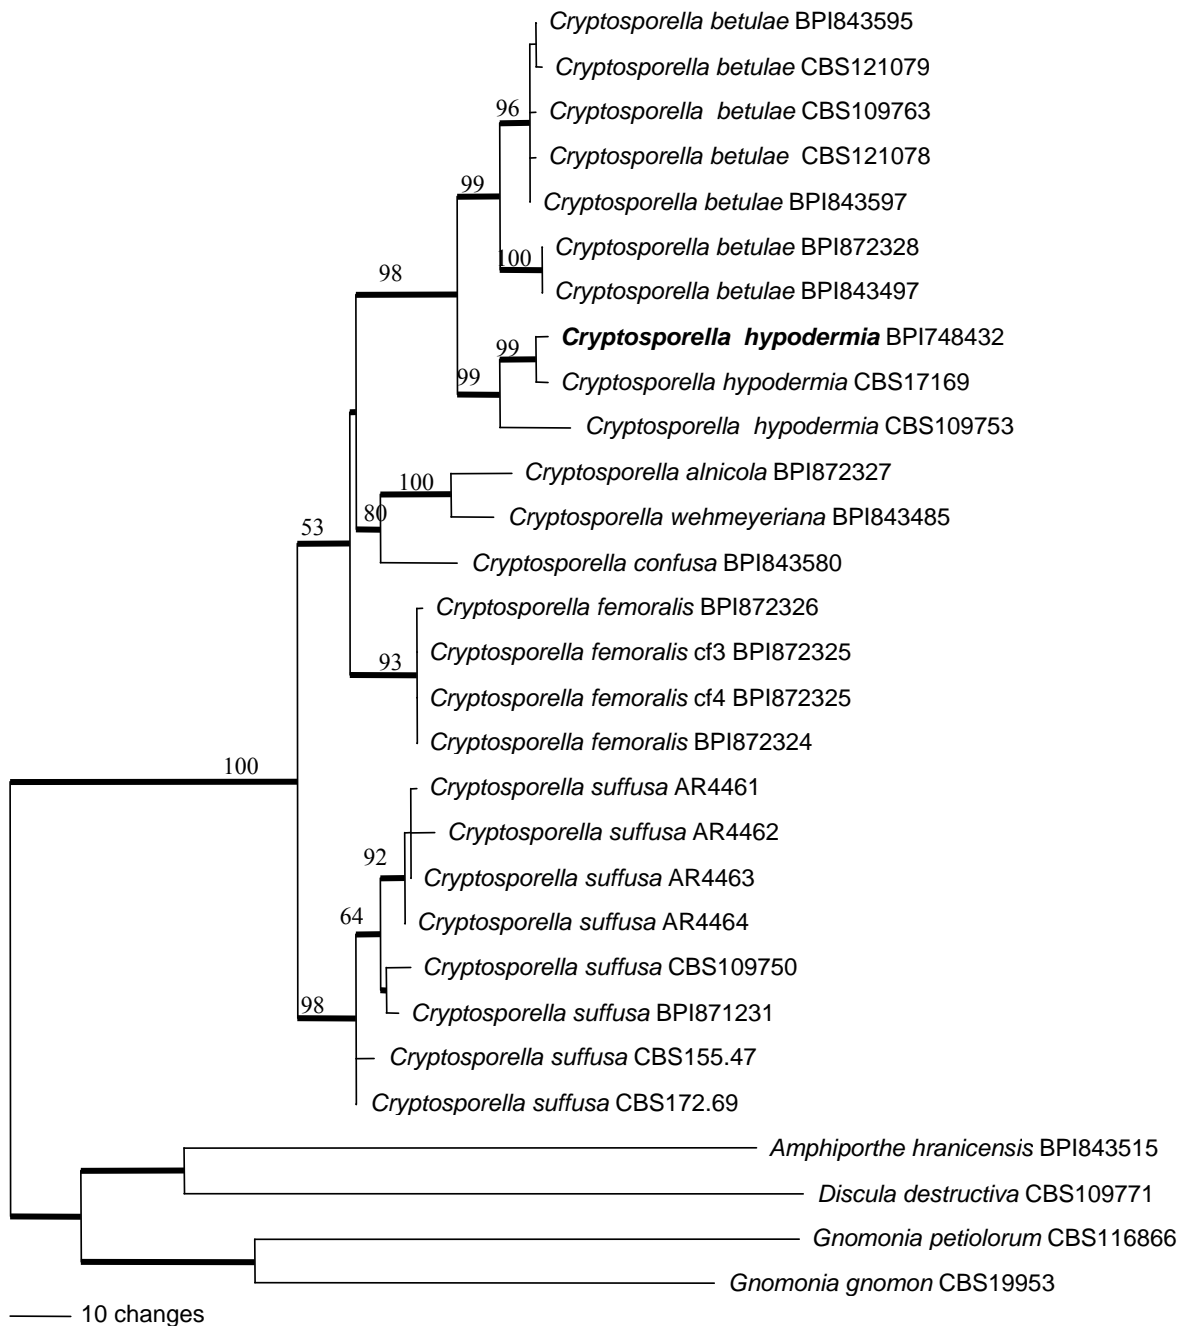 Cryptosporella betulae BPI843595
Cryptosporella betulae CBS121079
96
Cryptosporella betulae CBS109763
Cryptosporella betulae CBS121078
99
Cryptosporella betulae BPI843597
Cryptosporella betulae BPI872328
100
98
Cryptosporella betulae BPI843497
Cryptosporella hypodermia BPI748432
99
99
Cryptosporella hypodermia CBS17169
Cryptosporella hypodermia CBS109753
Cryptosporella alnicola BPI872327
100
80
Cryptosporella wehmeyeriana BPI843485
53
Cryptosporella confusa BPI843580
Cryptosporella femoralis BPI872326
Cryptosporella femoralis cf3 BPI872325
93
Cryptosporella femoralis cf4 BPI872325
Cryptosporella femoralis BPI872324
100
Cryptosporella suffusa AR4461
Cryptosporella suffusa AR4462
92
Cryptosporella suffusa AR4463
64
Cryptosporella suffusa AR4464
Cryptosporella suffusa CBS109750
98
Cryptosporella suffusa BPI871231
Cryptosporella suffusa CBS155.47
Cryptosporella suffusa CBS172.69
Amphiporthe hranicensis BPI843515
Discula destructiva CBS109771
Gnomonia petiolorum CBS116866
Gnomonia gnomon CBS19953
10 changes